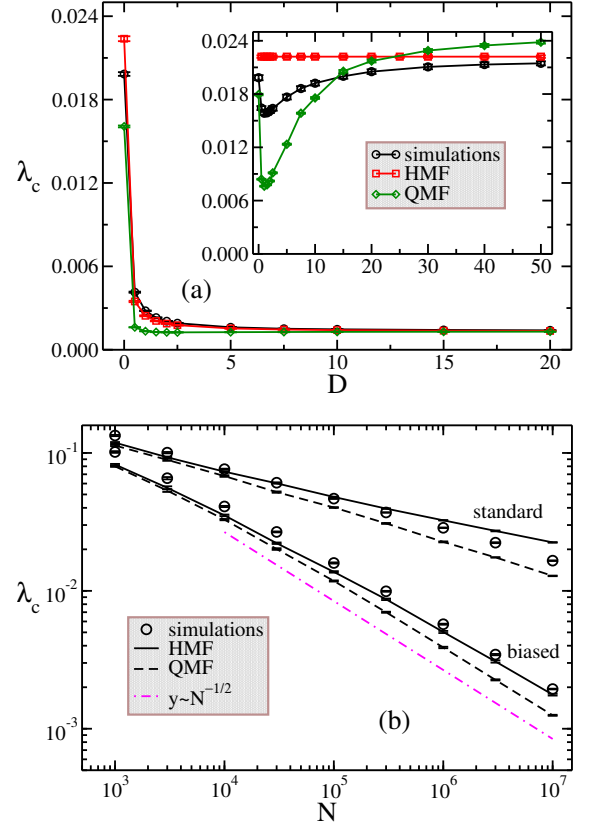 0.024
0.018
0.012
0.006
0.000
λc
0 5 10 15 20
D
(a)
0.024
0.018
0.012
0.006
0.000
0 10 20 30 40 50
simulations
HMF
QMF
10^-1
10^-2
10^-3
λc
10^3 10^4 10^5 10^6 10^7
N
standard
biased
simulations
HMF
QMF
y~N^-1/2
(b)